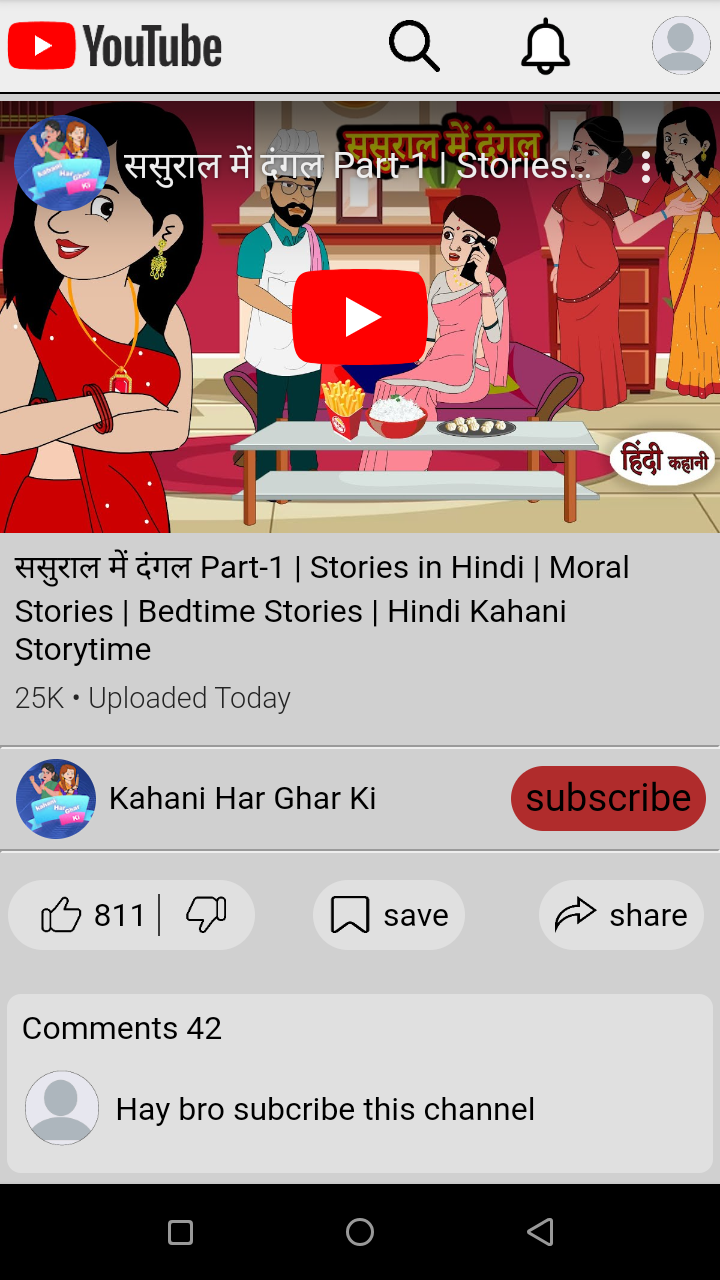 YouTube
ससुराल में दंगल
ससुराल में दंगल Part-1 | Stories…
Kahani Har Ghar Ki
हिंदी कहानी
ससुराल में दंगल Part-1 | Stories in Hindi | Moral
Stories | Bedtime Stories | Hindi Kahani
Storytime
25K • Uploaded Today
Kahani Har Ghar Ki
Kahani Har Ghar Ki subscribe
811 save share
Comments 42
Hay bro subcribe this channel